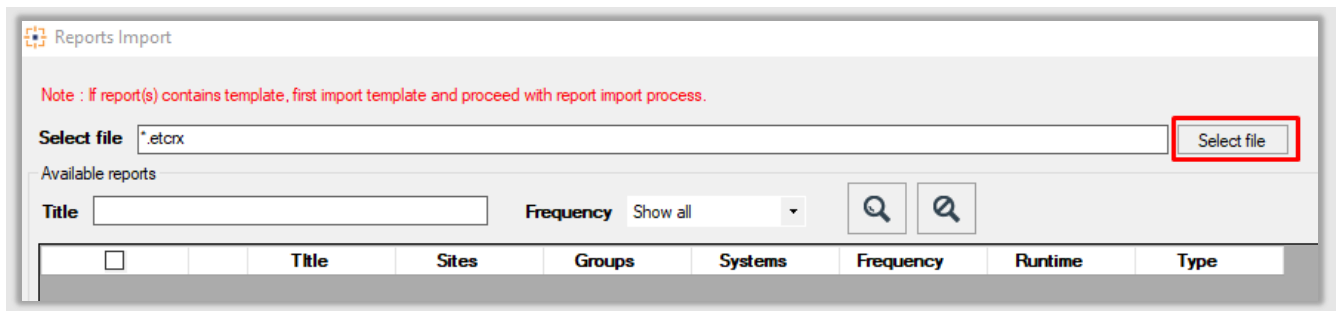 Reports Import
Note : If report(s) contains template, first import template and proceed with report import process.
Select file *.etcrx Select file
Available reports
Title Frequency Show all
Title Sites Groups Systems Frequency Runtime Type